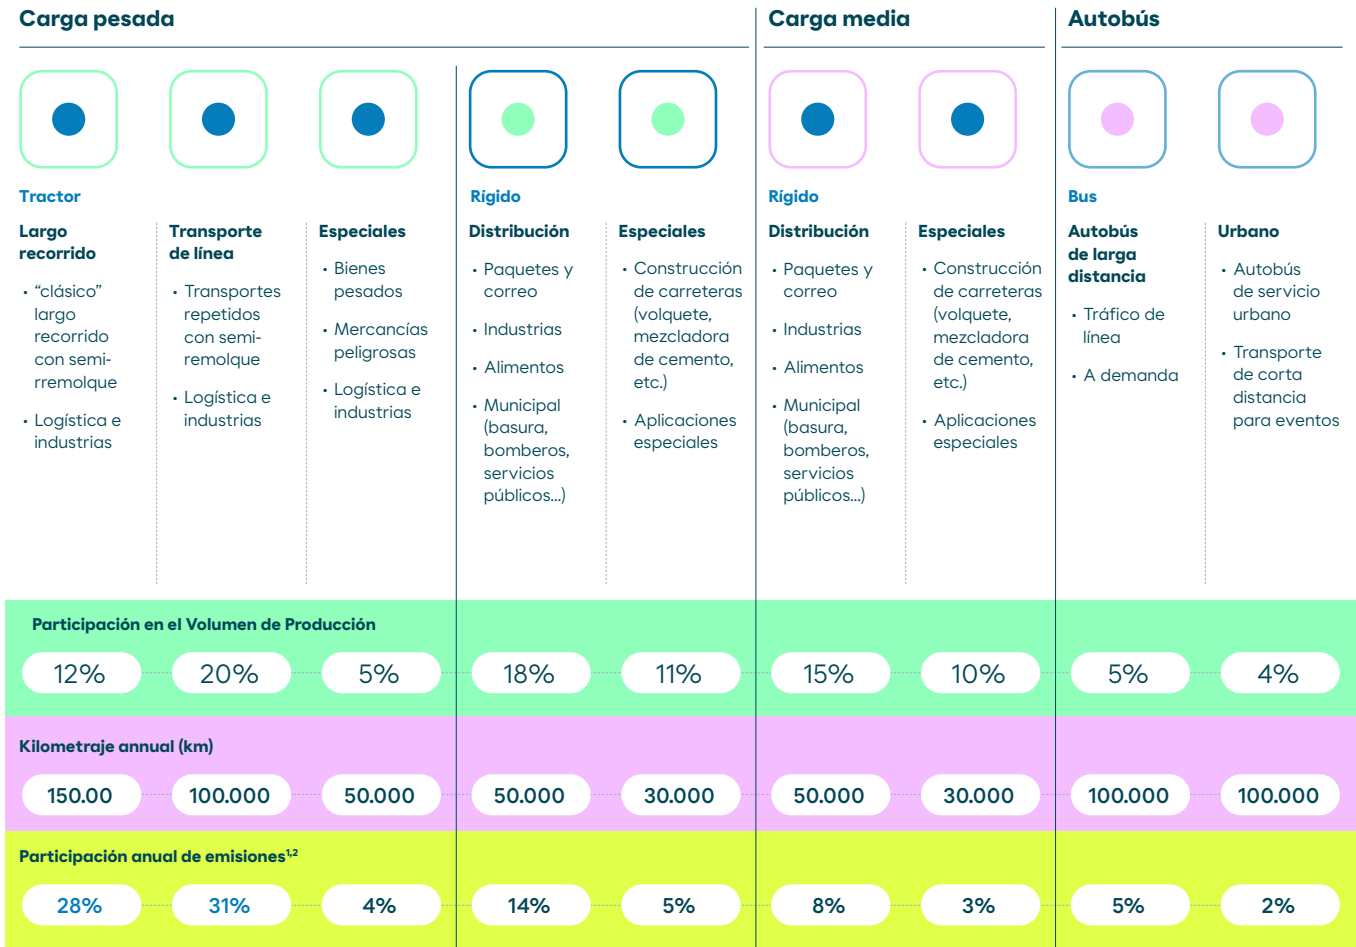 Carga pesada
Carga media
Autobús
Tractor
Rígido
Rígido
Bus
Largo
recorrido
• “clásico”
largo
recorrido
con semi-
rremolque
• Logística e
industrias
Transporte
de línea
• Transportes
repetidos
con semi-
remolque
• Logística e
industrias
Especiales
• Bienes
pesados
• Mercancías
peligrosas
• Logística e
industrias
Distribución
• Paquetes y
correo
• Industrias
• Alimentos
• Municipal
(basura,
bomberos,
servicios
públicos...)
Especiales
• Construcción
de carreteras
(volquete,
mezcladora
de cemento,
etc.)
• Aplicaciones
especiales
Distribución
• Paquetes y
correo
• Industrias
• Alimentos
• Municipal
(basura,
bomberos,
servicios
públicos...)
Especiales
• Construcción
de carreteras
(volquete,
mezcladora
de cemento,
etc.)
• Aplicaciones
especiales
Autobús
de larga
distancia
• Tráfico de
línea
• A demanda
Urbano
• Autobús
de servicio
urbano
• Transporte
de corta
distancia
para eventos
Participación en el Volumen de Producción
12% 20% 5% 18% 11% 15% 10% 5% 4%
Kilometraje annual (km)
150.00 100.000 50.000 50.000 30.000 50.000 30.000 100.000 100.000
Participación anual de emisiones¹,²
28% 31% 4% 14% 5% 8% 3% 5% 2%